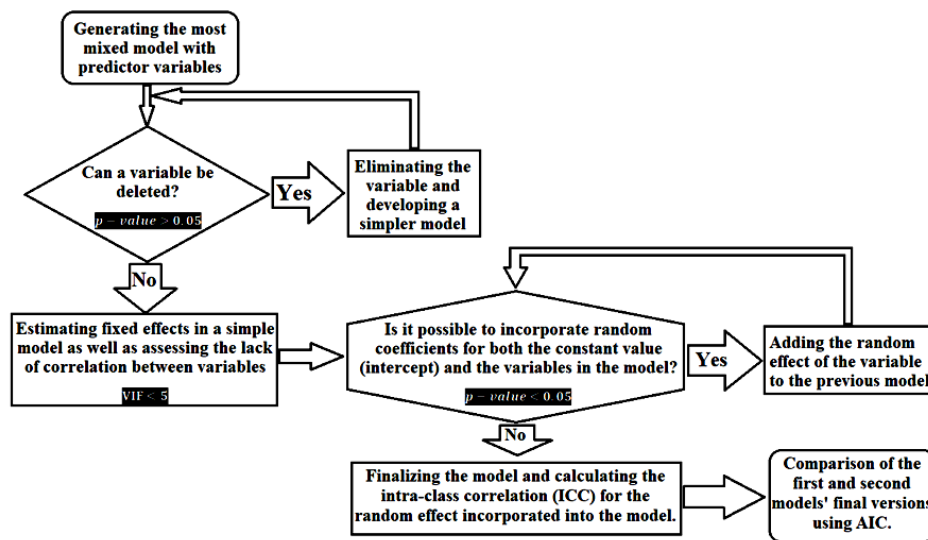 Generating the most
mixed model with
predictor variables
Can a variable be
deleted?
p − value > 0.05
Yes
Eliminating the
variable and
developing a
simpler model
No
Estimating fixed effects in a simple
model as well as assessing the lack
of correlation between variables
VIF < 5
Is it possible to incorporate random
coefficients for both the constant value
(intercept) and the variables in the model?
p − value < 0.05
Yes
Adding the random
effect of the variable
to the previous model
No
Finalizing the model and calculating the
intra-class correlation (ICC) for the
random effect incorporated into the model.
Comparison of the
first and second
models' final versions
using AIC.